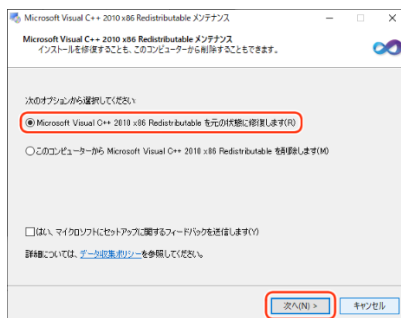 Microsoft Visual C++ 2010 x86 Redistributable メンテナンス
Microsoft Visual C++ 2010 x86 Redistributable メンテナンス
インストールを修復することも、このコンピューターから削除することもできます。
次のオプションから選択してください
Microsoft Visual C++ 2010 x86 Redistributable を元の状態に修復します(R)
このコンピューターから Microsoft Visual C++ 2010 x86 Redistributable を削除します(M)
はい、マイクロソフトにセットアップに関するフィードバックを送信します(Y)
詳細については、データ収集ポリシーを参照してください。
次へ(N) >
キャンセル